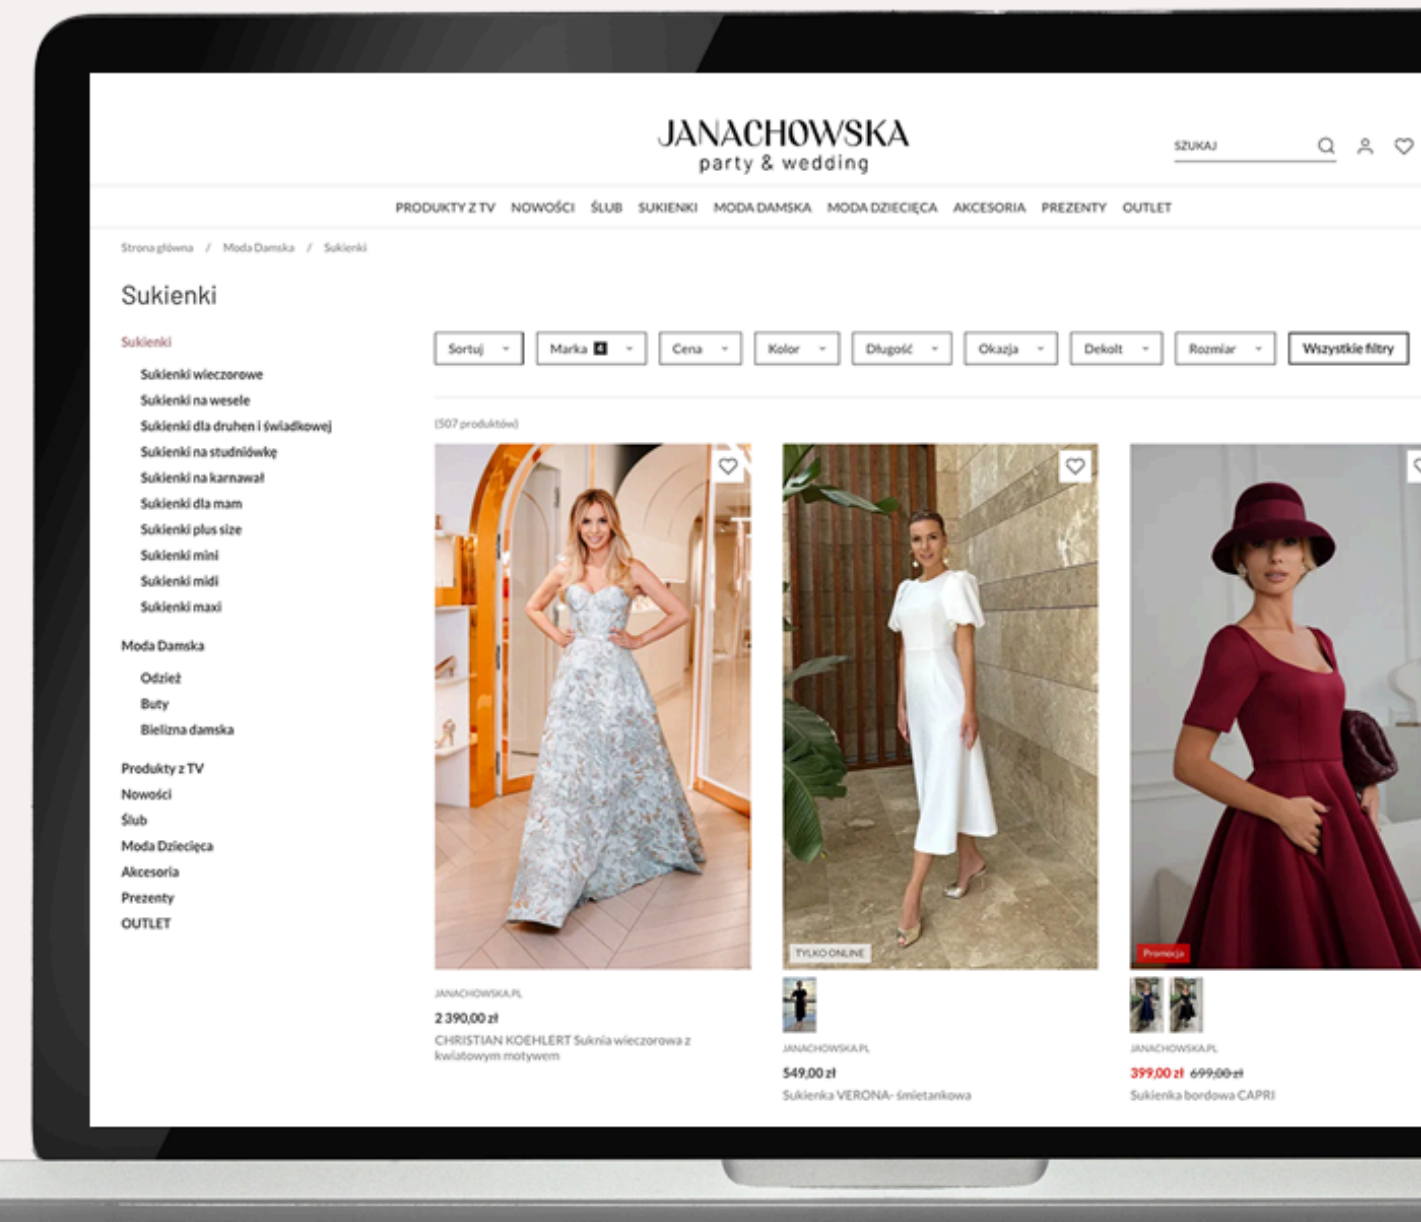 JANACHOWSKA
party & wedding
SZUKAJ
PRODUKTY Z TV NOWOŚCI ŚLUB SUKIENKI MODA DAMSKA MODA DZIECIĘCA AKCESORIA PREZENTY OUTLET
Strona główna / Moda Damska / Sukienki
Sukienki
Sukienki
Sukienki wieczorowe
Sukienki na wesele
Sukienki dla druhen i świadkowej
Sukienki na studniówkę
Sukienki na karnawał
Sukienki dla mam
Sukienki plus size
Sukienki mini
Sukienki midi
Sukienki maxi
Moda Damska
Odzież
Buty
Bielizna damska
Produkty z TV
Nowości
Ślub
Moda Dziecięca
Akcesoria
Prezenty
OUTLET
Sortuj Marka 4 Cena Kolor Długość Okazja Dekolt Rozmiar Wszystkie filtry
(507 produktów)
JANACHOWSKA.PL
2 390,00 zł
CHRISTIAN KOEHLERT Suknia wieczorowa z
kwiatowym motywem
TYLKO ONLINE
JANACHOWSKA.PL
549,00 zł
Sukienka VERONA- śmietankowa
Promocja
JANACHOWSKA.PL
399,00 zł 699,00 zł
Sukienka bordowa CAPRI